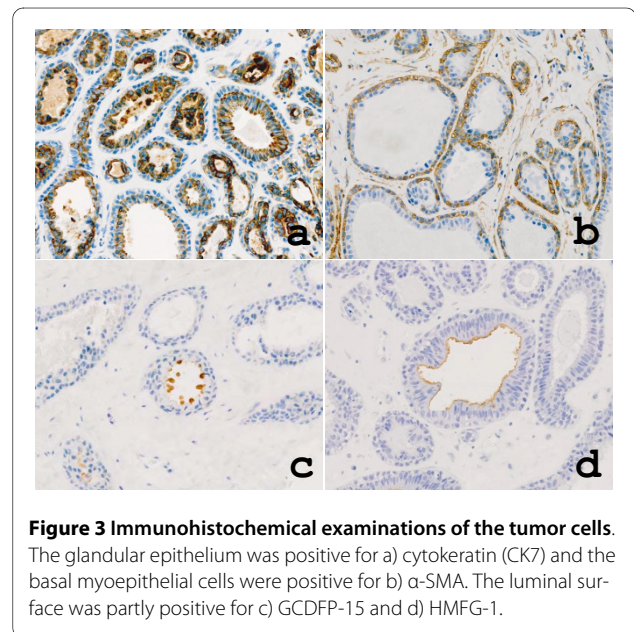 a
b
c
d
Figure 3 Immunohistochemical examinations of the tumor cells.
The glandular epithelium was positive for a) cytokeratin (CK7) and the
basal myoepithelial cells were positive for b) α-SMA. The luminal sur-
face was partly positive for c) GCDFP-15 and d) HMFG-1.